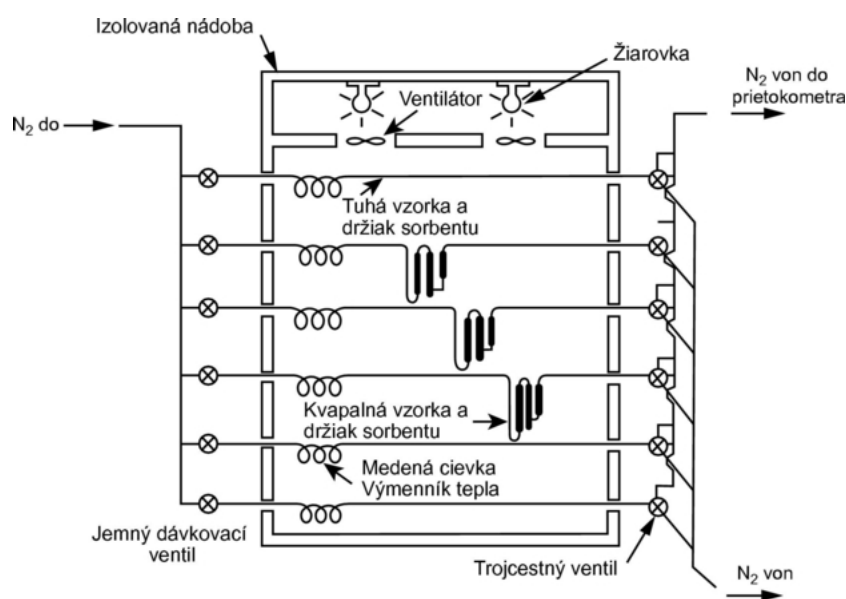 Izolovaná nádoba
Žiarovka
N₂ von do
prietokometra
Ventilátor
N₂ do
Tuhá vzorka a
držiak sorbentu
Kvapalná vzorka a
držiak sorbentu
Medená cievka
Výmenník tepla
Jemný dávkovací
ventil
Trojcestný ventil
N₂ von